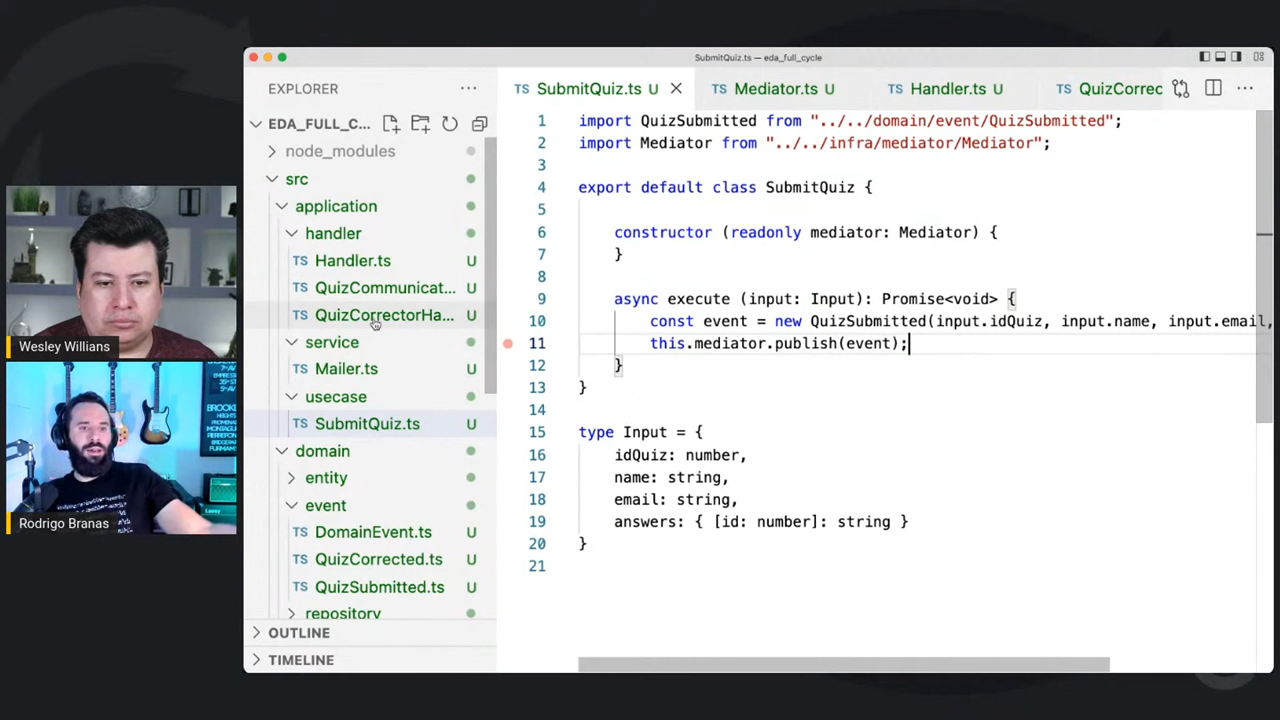 SubmitQuiz.ts — eda_full_cycle
EXPLORER
EDA_FULL_C...
node_modules
src
application
handler
TS Handler.ts U
TS QuizCommunicat... U
TS QuizCorrectorHa... U
service
TS Mailer.ts U
usecase
TS SubmitQuiz.ts U
domain
entity
event
TS DomainEvent.ts U
TS QuizCorrected.ts U
TS QuizSubmitted.ts U
repository
OUTLINE
TIMELINE
TS SubmitQuiz.ts U
TS Mediator.ts U
TS Handler.ts U
TS QuizCorrec
1 import QuizSubmitted from "../../domain/event/QuizSubmitted";
2 import Mediator from "../../infra/mediator/Mediator";
3
4 export default class SubmitQuiz {
5
6 constructor (readonly mediator: Mediator) {
7 }
8
9 async execute (input: Input): Promise<void> {
10 const event = new QuizSubmitted(input.idQuiz, input.name, input.email,
11 this.mediator.publish(event);
12 }
13 }
14
15 type Input = {
16 idQuiz: number,
17 name: string,
18 email: string,
19 answers: { [id: number]: string }
20 }
21
Wesley Willians
Rodrigo Branas